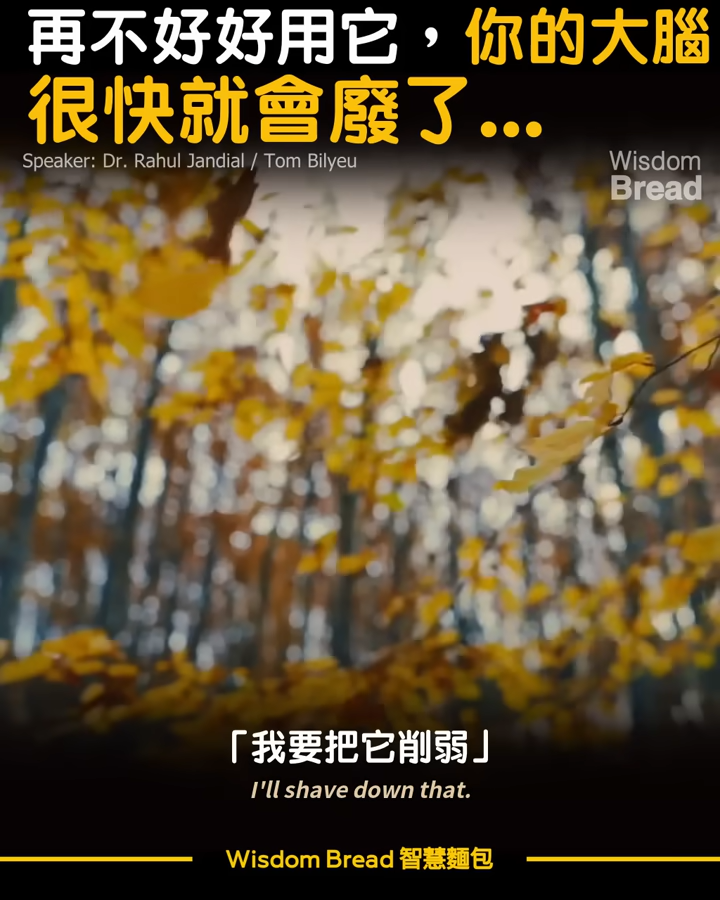 再不好好用它，你的大腦
很快就會廢了...
Speaker: Dr. Rahul Jandial / Tom Bilyeu
Wisdom
Bread
「我要把它削弱」
I'll shave down that.
Wisdom Bread 智慧麵包